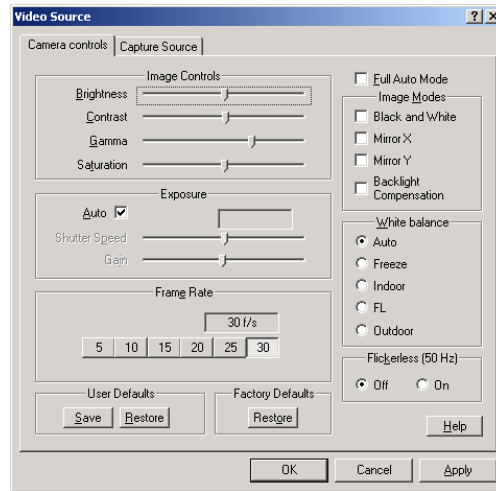 Video Source
Camera controls
Capture Source
Image Controls
Brightness
Contrast
Gamma
Saturation
Exposure
Auto
Shutter Speed
Gain
Frame Rate
30 f/s
5 10 15 20 25 30
User Defaults
Save Restore
Factory Defaults
Restore
Full Auto Mode
Image Modes
Black and White
Mirror X
Mirror Y
Backlight
Compensation
White balance
Auto
Freeze
Indoor
FL
Outdoor
Flickerless (50 Hz)
Off On
Help
OK Cancel Apply